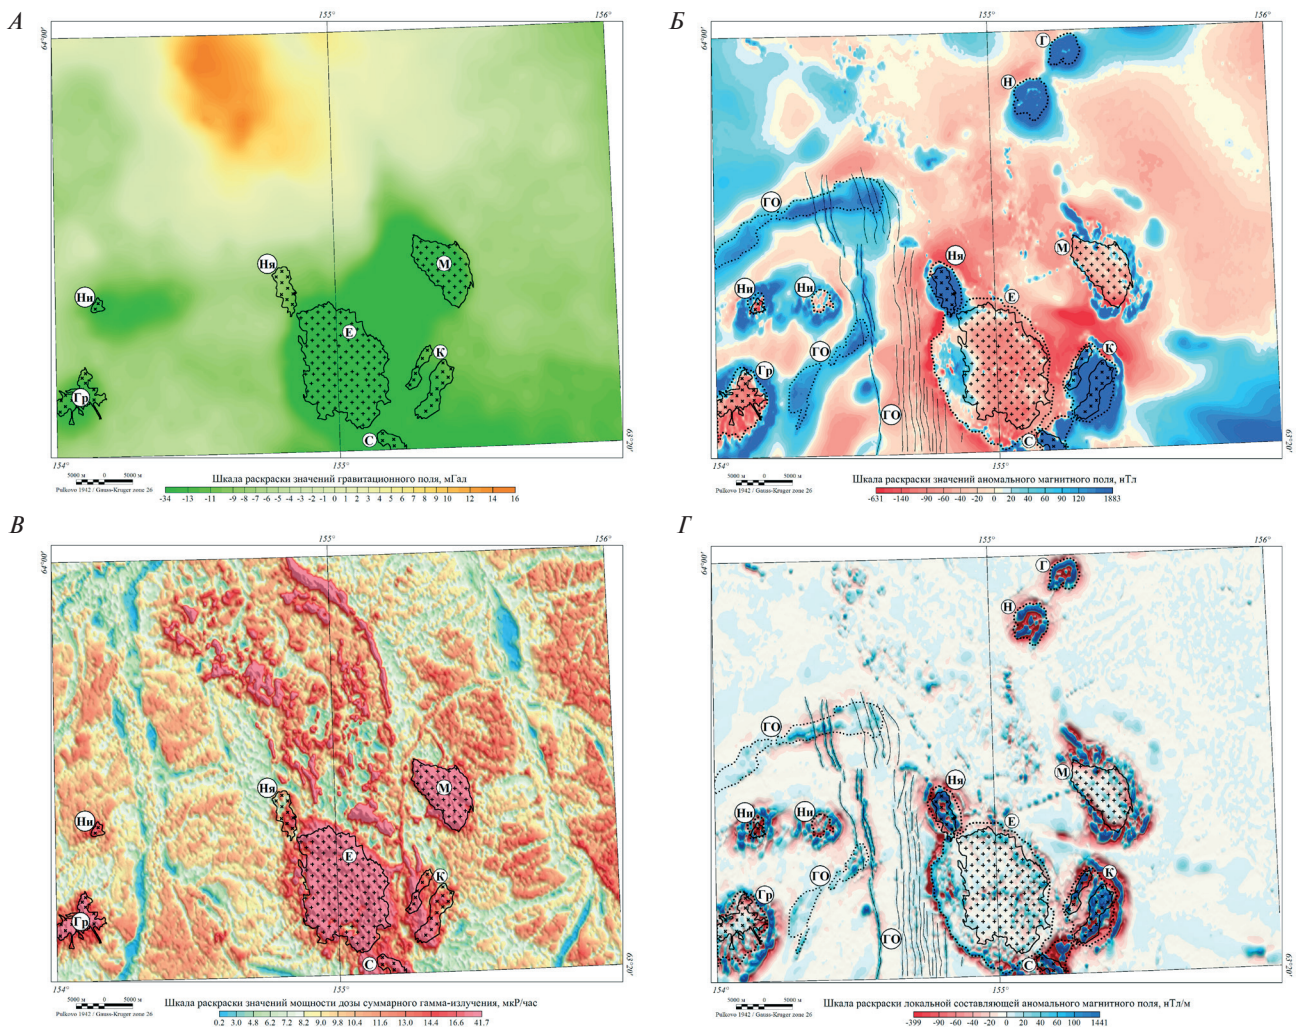 А
155°
156°
64°00'
Ня
М
Ни
Е
К
Гр
С
154°
155°
63°20'
5000 м 0 5000 м
Pulkovo 1942 / Gauss-Kruger zone 26
Шкала раскраски значений гравитационного поля, мГад
-34 -13 -11 -9 -8 -7 -6 -5 -4 -3 -2 -1 0 1 2 3 4 5 6 7 8 9 10 12 14 16
Б
155°
156°
64°00'
Г
Н
ГО
М
Ня
Ни
Ни
Е
ГО
К
Гр
ГО
С
154°
155°
63°20'
5000 м 0 5000 м
Pulkovo 1942 / Gauss-Kruger zone 26
Шкала раскраски значений аномального магнитного поля, нТл
-631 -140 -90 -60 -40 -20 0 20 40 60 90 120 1883
В
155°
156°
64°00'
Ня
М
Ни
Е
К
Гр
С
154°
155°
63°20'
5000 м 0 5000 м
Pulkovo 1942 / Gauss-Kruger zone 26
Шкала раскраски значений мощности дозы суммарного гамма-излучения, мкР/час
0.2 3.0 4.8 6.2 7.2 8.2 9.0 9.8 10.4 11.6 13.0 14.4 16.6 41.7
Г
155°
156°
64°00'
Г
Н
ГО
М
Ня
Ни
Ни
Е
ГО
К
Гр
ГО
С
154°
155°
63°20'
5000 м 0 5000 м
Pulkovo 1942 / Gauss-Kruger zone 26
Шкала раскраски локальной составляющей аномального магнитного поля, нТл/м
-399 -40 -20 0 20 40 60 80 100 1441